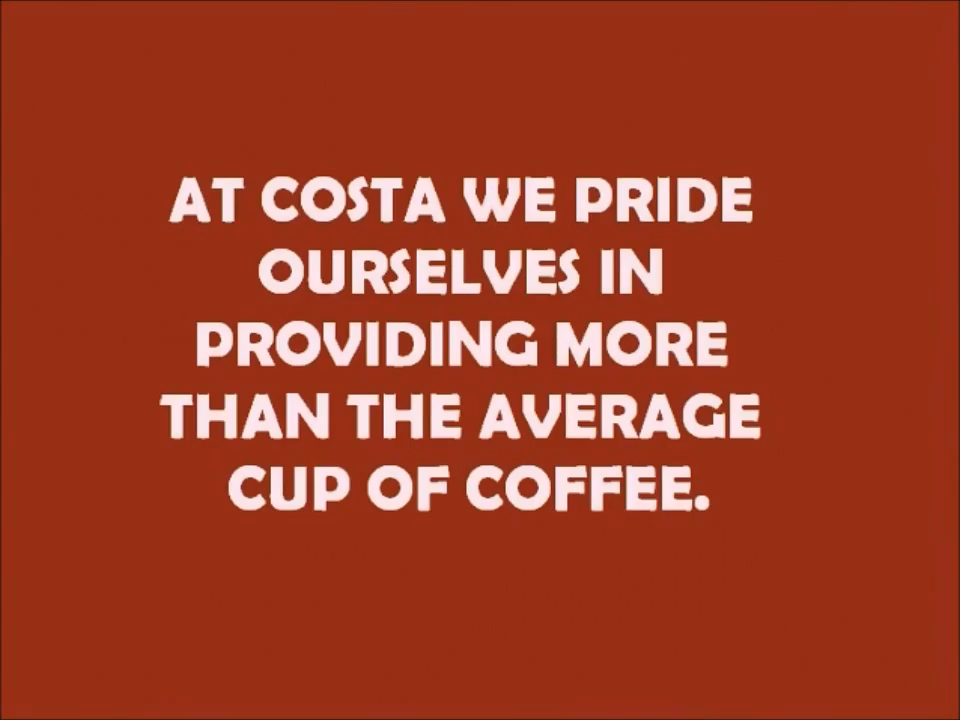 AT COSTA WE PRIDE
OURSELVES IN
PROVIDING MORE
THAN THE AVERAGE
CUP OF COFFEE.